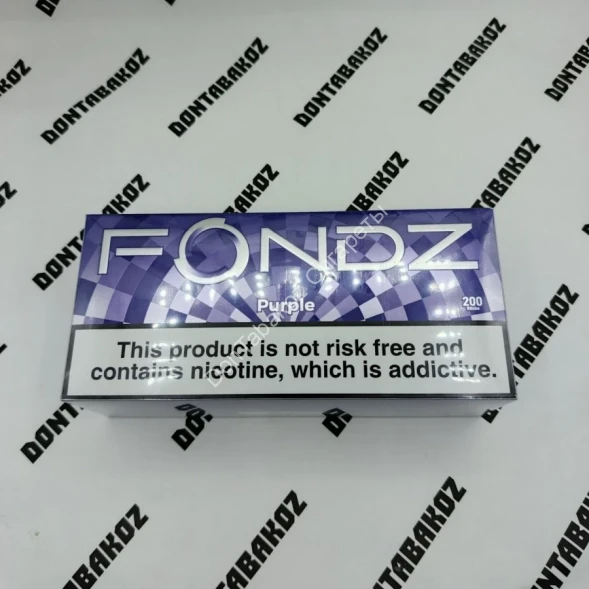 DONTABAKOZ
DONTABAKOZ
DONTABAKOZ
DONTABAKOZ
DONTABAKOZ
DONTABAKOZ
FONDZ
Purple
200
This product is not risk free and
contains nicotine, which is addictive.
Dontabakoz Сигареты
DONTABAKOZ
DONTABAKOZ
DONTABAKOZ
DONTABAKOZ
DONTABAKOZ